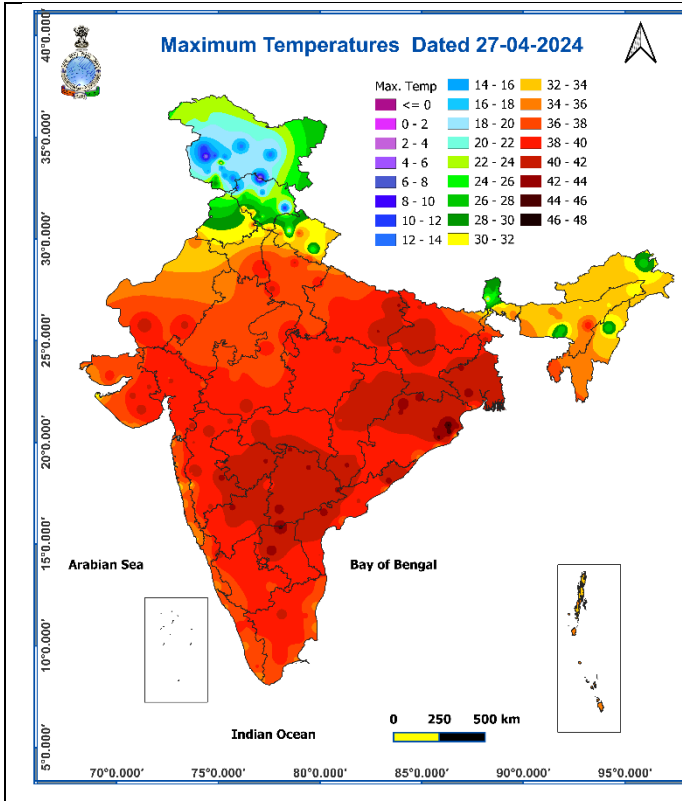 Maximum Temperatures Dated 27-04-2024
Max. Temp
<= 0
0 - 2
2 - 4
4 - 6
6 - 8
8 - 10
10 - 12
12 - 14
14 - 16
16 - 18
18 - 20
20 - 22
22 - 24
24 - 26
26 - 28
28 - 30
30 - 32
32 - 34
34 - 36
36 - 38
38 - 40
40 - 42
42 - 44
44 - 46
46 - 48
40°0.000'
35°0.000'
30°0.000'
25°0.000'
20°0.000'
15°0.000'
10°0.000'
5°0.000'
Arabian Sea
Bay of Bengal
Indian Ocean
0 250 500 km
70°0.000' 75°0.000' 80°0.000' 85°0.000' 90°0.000' 95°0.000'